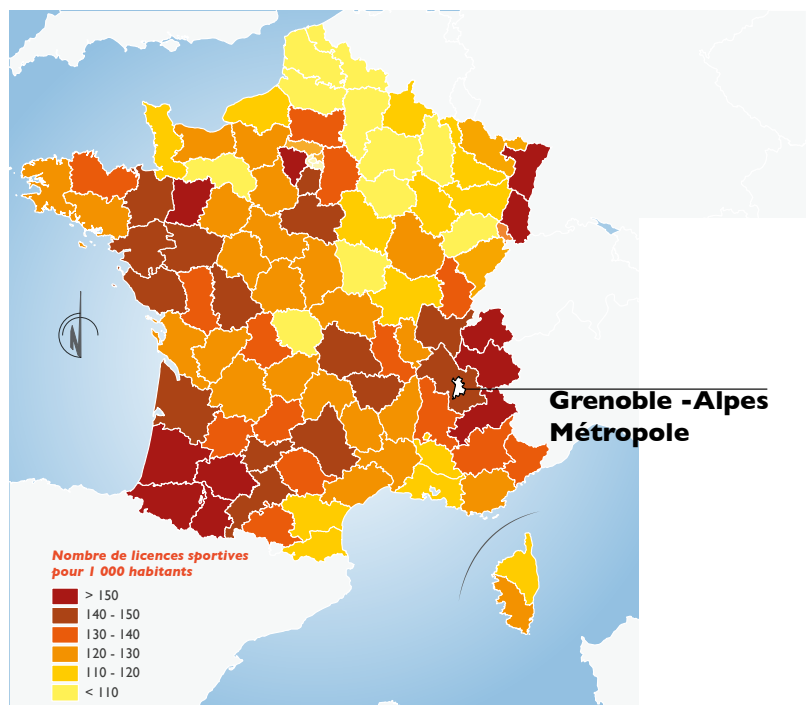 Grenoble -Alpes
Métropole
N
Nombre de licences sportives
pour 1 000 habitants
> 150
140 - 150
130 - 140
120 - 130
110 - 120
< 110